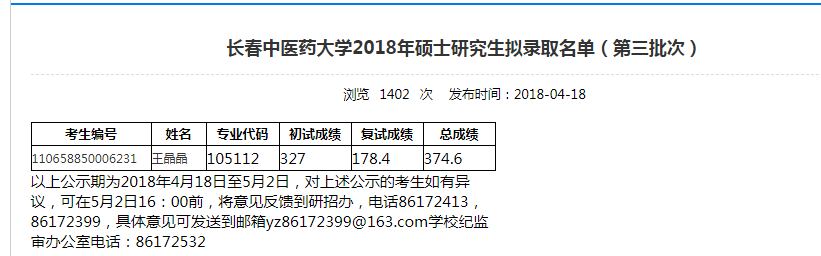 长春中医药大学2018年硕士研究生拟录取名单（第三批次）
浏览 1402 次 发布时间：2018-04-18
考生编号 姓名 专业代码 初试成绩 复试成绩 总成绩
110658850006231 王晶晶 105112 327 178.4 374.6
以上公示期为2018年4月18日至5月2日，对上述公示的考生如有异
议，可在5月2日16：00前，将意见反馈到研招办，电话86172413，
86172399，具体意见可发送到邮箱yz86172399@163.com学校纪监
审办公室电话：86172532